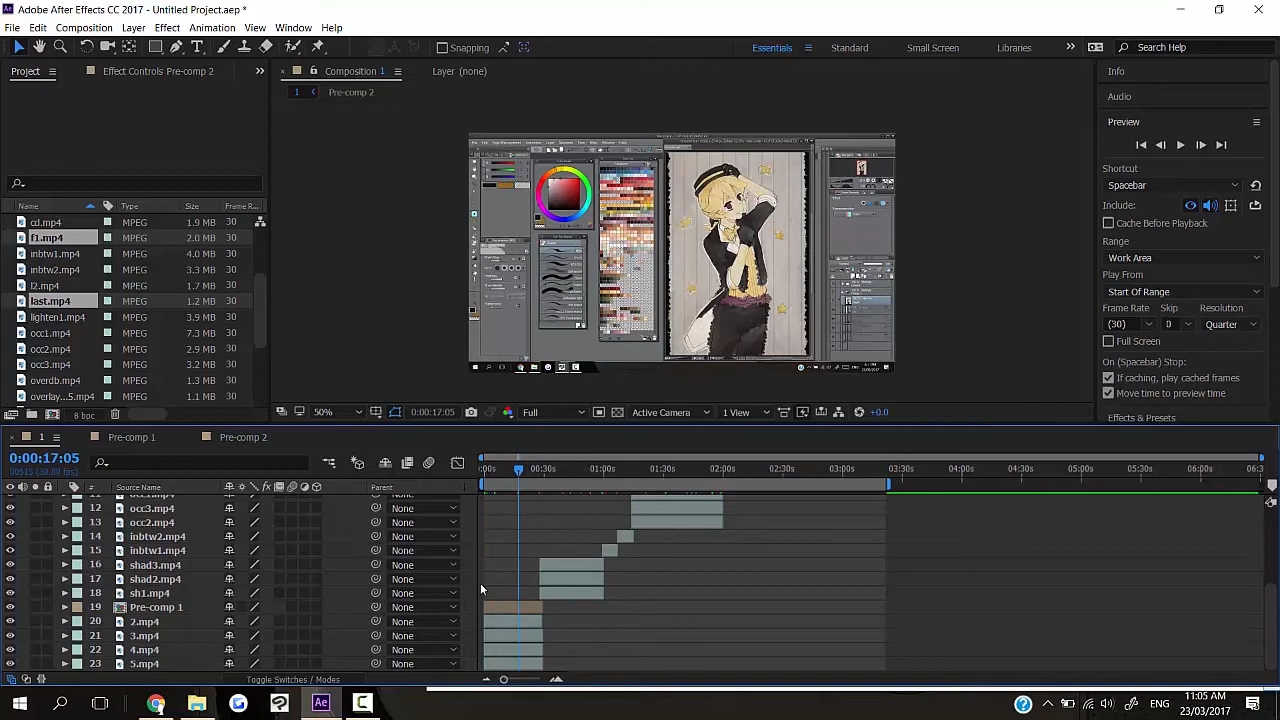 Adobe After Effects CC 2017 - Untitled Project.aep *
File Edit Composition Layer Effect Animation View Window Help
Snapping Essentials Standard Small Screen Libraries Search Help
Project Effect Controls Pre-comp 2 Composition 1 Layer (none) Info
1 Pre-comp 2
Audio
Preview
Shortcut
Spacebar
Name Type Size Frame R...
cd.mp4 MPEG 1.9 MB 30
f1.mp4 MPEG 2.0 MB 30
inbtw1.mp4 MPEG 4.0 MB 30
inbtw2.mp4 MPEG 3.3 MB 30
l2.mp4 MPEG 1.6 MB 30
last.mp4 MPEG 1.2 MB 30
lighten1.mp4 MPEG 1.6 MB 30
occ1.mp4 MPEG 7.3 MB 30
occ2.mp4 MPEG 2.9 MB 30
occ3.mp4 MPEG 3.2 MB 30
overdb.mp4 MPEG 1.6 MB 30
overlay...5.mp4 MPEG 1.1 MB 30
8 bpc
Include:
Cache Before Playback
Range
Work Area
Play From
Start Of Range
Frame Rate Skip Resolution
(30) 0 Quarter
Full Screen
On (Spacebar) Stop:
If caching, play cached frames
Move time to preview time
Effects & Presets
50% 0:00:17:05 Full Active Camera 1 View +0.0
1 Pre-comp 1 Pre-comp 2
0:00:17:05
00515 (30.00 fps)
:00s 00:30s 01:00s 01:30s 02:00s 02:30s 03:00s 03:30s 04:00s 04:30s 05:00s 05:30s 06:00s 06:3
# Source Name Parent
12 occ3.mp4 None
13 occ2.mp4 None
14 inbtw2.mp4 None
15 inbtw1.mp4 None
16 shad3.mp4 None
17 shad2.mp4 None
18 sh1.mp4 None
19 Pre-comp 1 None
20 2.mp4 None
21 3.mp4 None
22 4.mp4 None
23 5.mp4 None
Toggle Switches / Modes
Ae
ENG
11:05 AM
23/03/2017